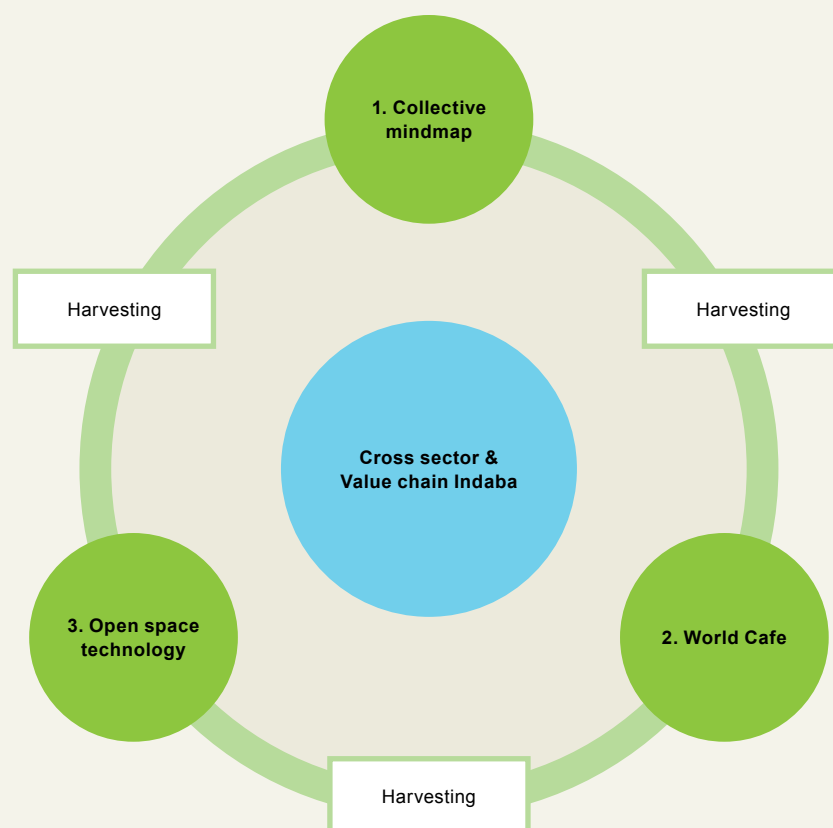 1. Collective
mindmap
Harvesting
Harvesting
Cross sector &
Value chain Indaba
3. Open space
technology
2. World Cafe
Harvesting